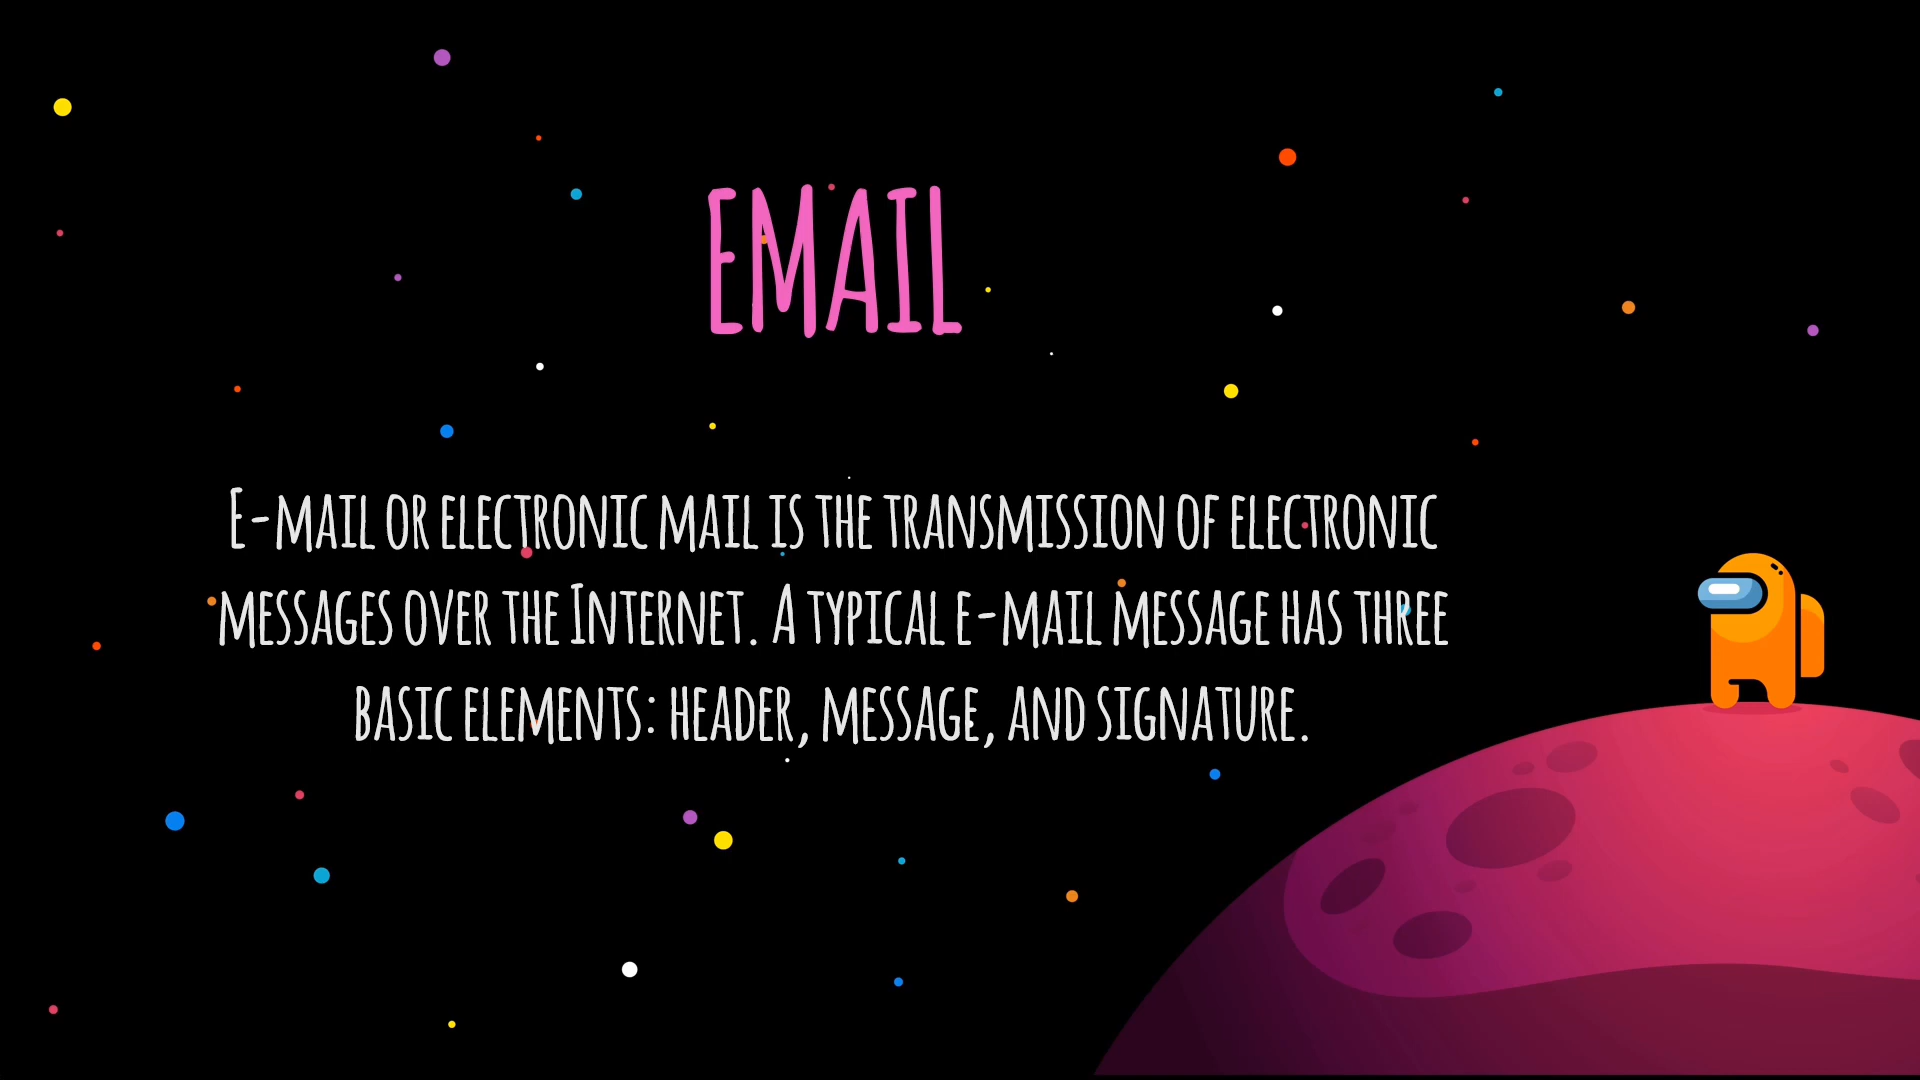 EMAIL
E-mail or electronic mail is the transmission of electronic
messages over the Internet. A typical e-mail message has three
basic elements: header, message, and signature.